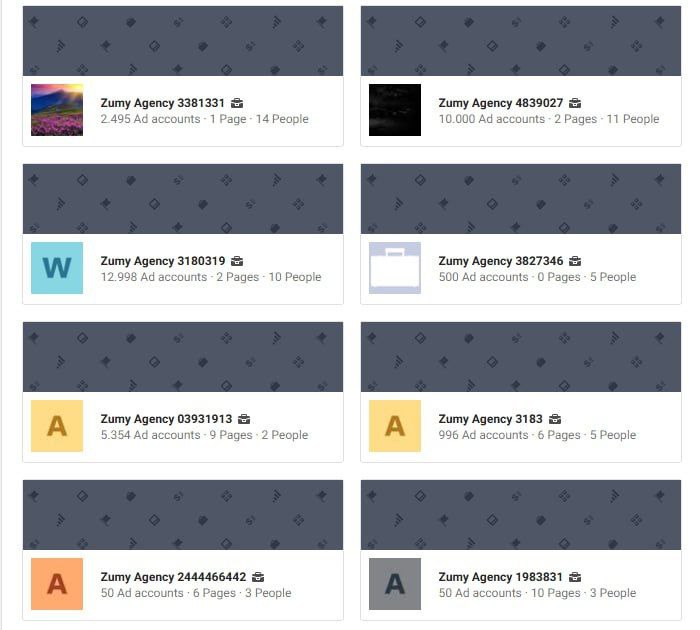 Zumy Agency 3381331
2.495 Ad accounts · 1 Page · 14 People
Zumy Agency 4839027
10.000 Ad accounts · 2 Pages · 11 People
W
Zumy Agency 3180319
12.998 Ad accounts · 2 Pages · 10 People
Zumy Agency 3827346
500 Ad accounts · 0 Pages · 5 People
A
Zumy Agency 03931913
5.354 Ad accounts · 9 Pages · 2 People
A
Zumy Agency 3183
996 Ad accounts · 6 Pages · 5 People
A
Zumy Agency 2444466442
50 Ad accounts · 6 Pages · 3 People
A
Zumy Agency 1983831
50 Ad accounts · 10 Pages · 3 People